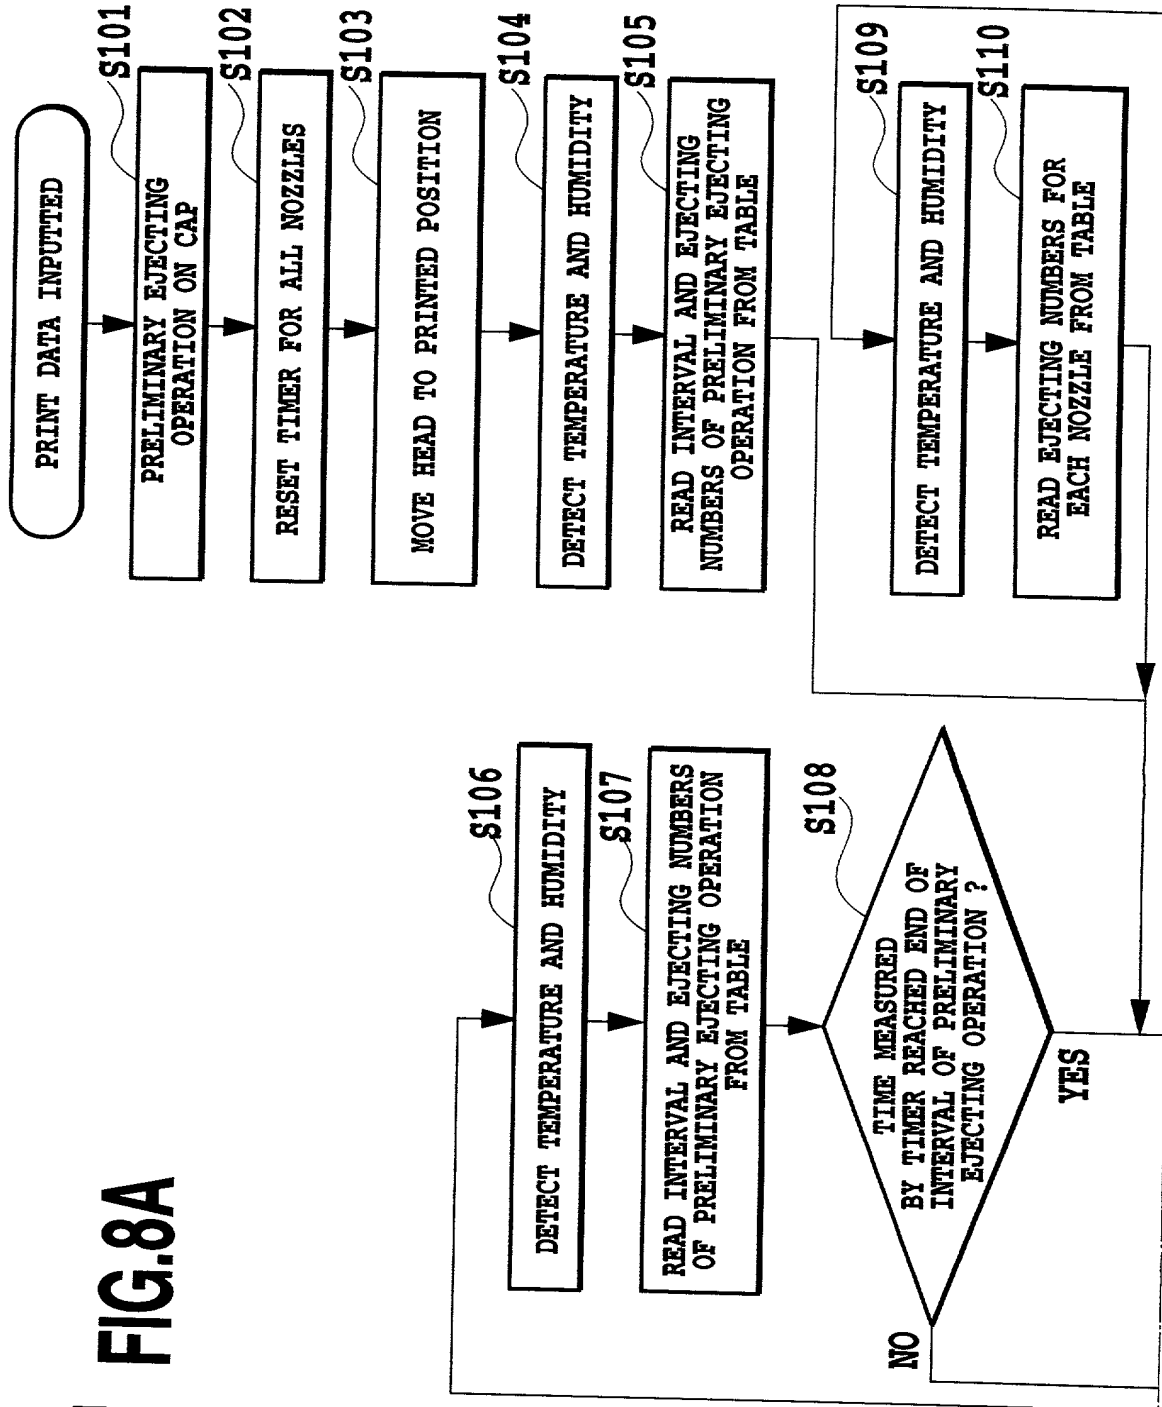 FIG.8A
PRINT DATA INPUTTED
S101
PRELIMINARY EJECTING
OPERATION ON CAP
S102
RESET TIMER FOR ALL NOZZLES
S103
MOVE HEAD TO PRINTED POSITION
S104
DETECT TEMPERATURE AND HUMIDITY
S105
READ INTERVAL AND EJECTING
NUMBERS OF PRELIMINARY EJECTING
OPERATION FROM TABLE
S106
DETECT TEMPERATURE AND HUMIDITY
S107
READ INTERVAL AND EJECTING NUMBERS
OF PRELIMINARY EJECTING OPERATION
FROM TABLE
S108
TIME MEASURED
BY TIMER REACHED END OF
INTERVAL OF PRELIMINARY
EJECTING OPERATION ?
NO
YES
S109
DETECT TEMPERATURE AND HUMIDITY
S110
READ EJECTING NUMBERS FOR
EACH NOZZLE FROM TABLE